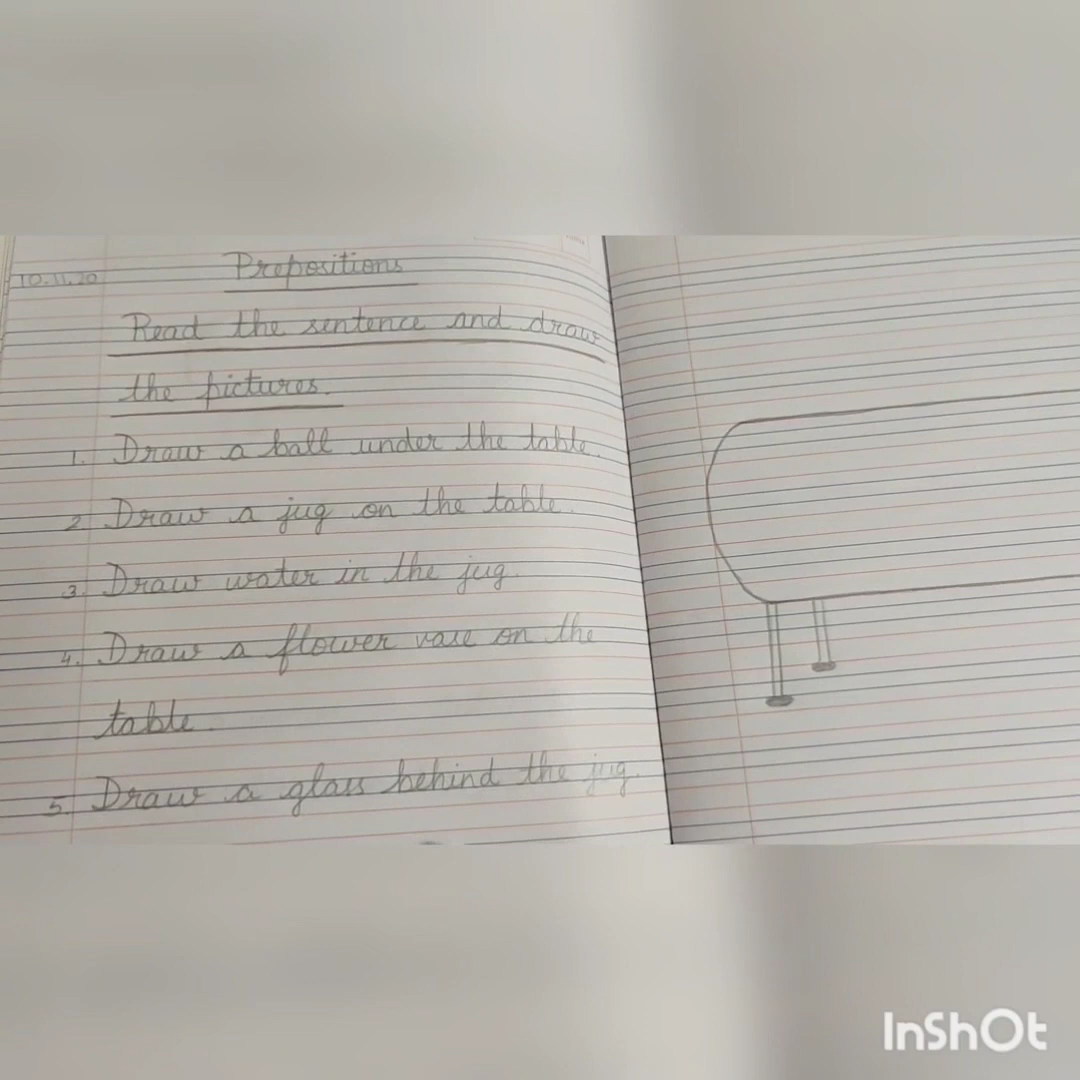 10.11.20
Prepositions
Read the sentence and draw
the pictures.
1. Draw a ball under the table.
2. Draw a jug on the table.
3. Draw water in the jug.
4. Draw a flower vase on the
table.
5. Draw a glass behind the jug.
InShOt